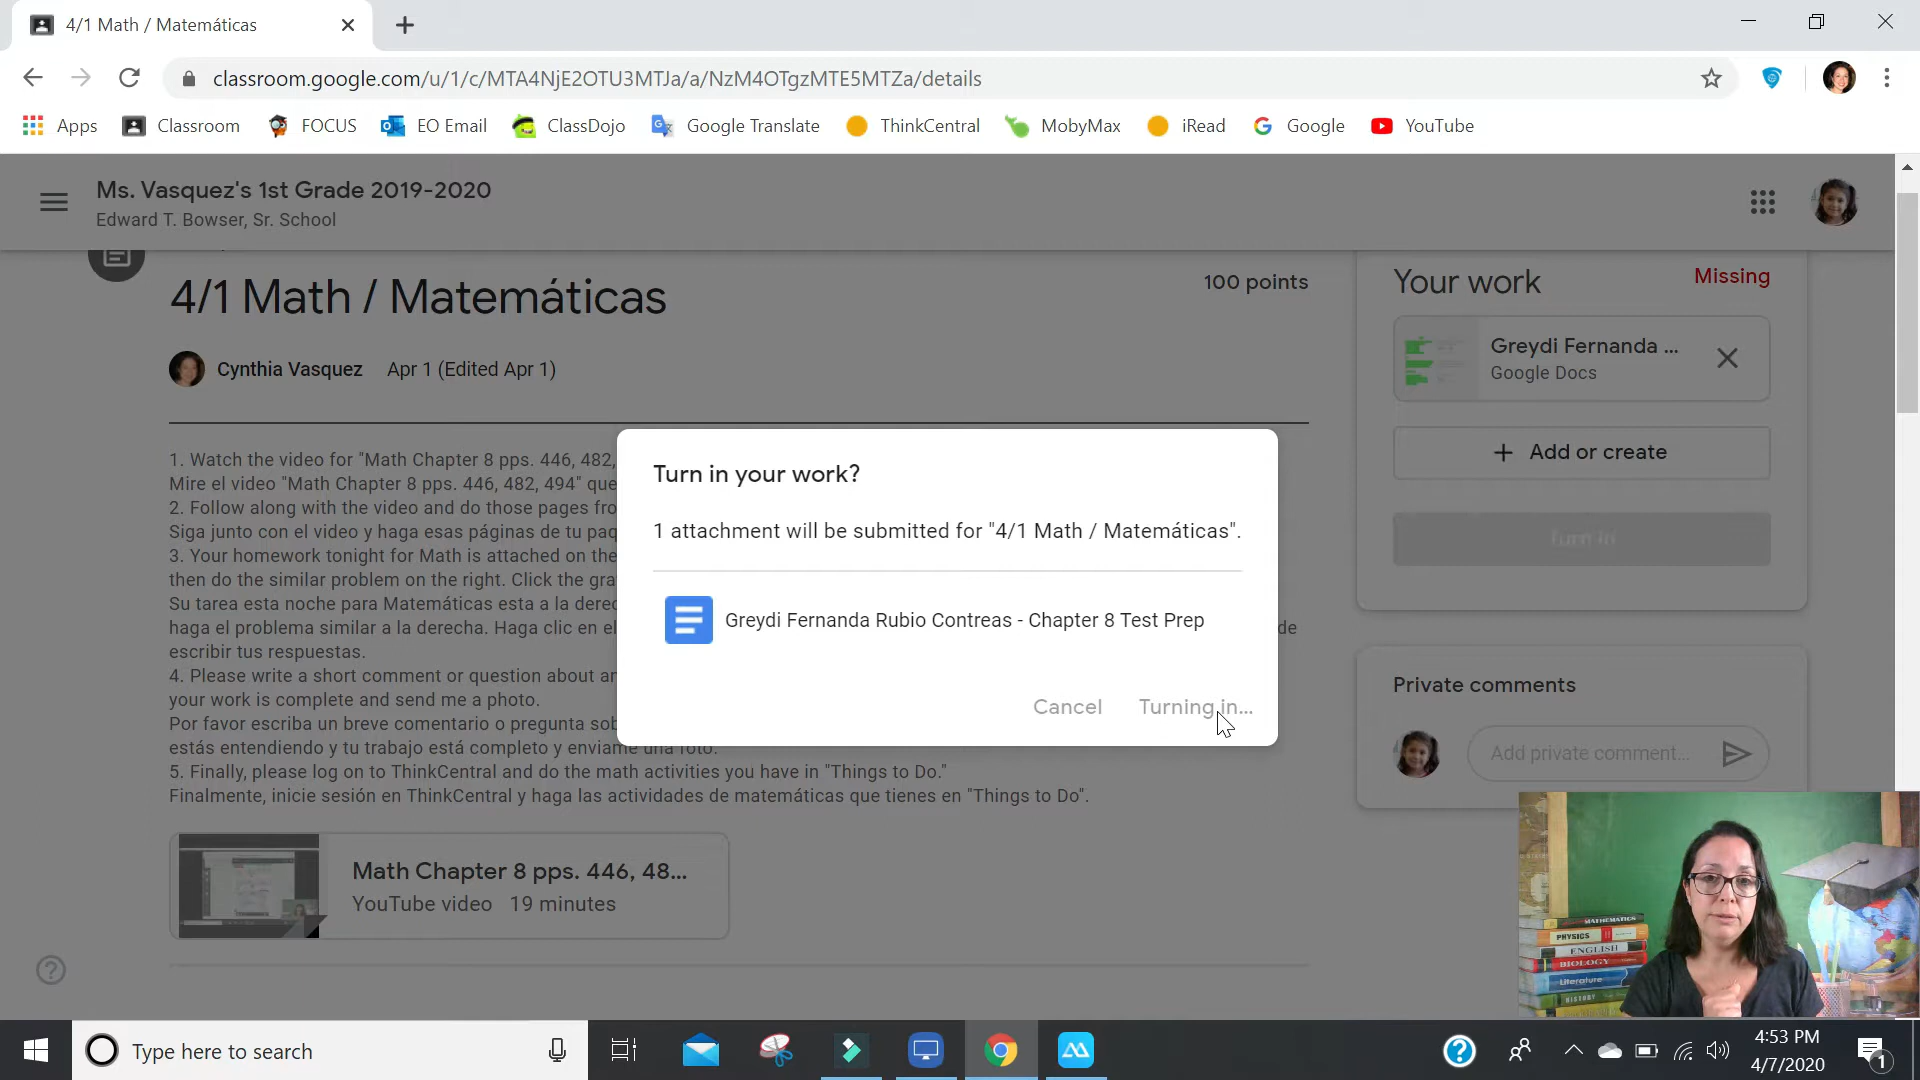 4/1 Math / Matemáticas
classroom.google.com/u/1/c/MTA4NjE2OTU3MTJa/a/NzM4OTgzMTE5MTZa/details
Apps Classroom FOCUS EO Email ClassDojo Google Translate ThinkCentral MobyMax iRead Google YouTube
Ms. Vasquez's 1st Grade 2019-2020
Edward T. Bowser, Sr. School
4/1 Math / Matemáticas
100 points
Cynthia Vasquez Apr 1 (Edited Apr 1)
1. Watch the video for "Math Chapter 8 pps. 446, 482,
Mire el video "Math Chapter 8 pps. 446, 482, 494" que
2. Follow along with the video and do those pages fro
Siga junto con el video y haga esas páginas de tu paq
3. Your homework tonight for Math is attached on the
then do the similar problem on the right. Click the gra
Su tarea esta noche para Matemáticas esta a la derec
haga el problema similar a la derecha. Haga clic en el de
escribir tus respuestas.
4. Please write a short comment or question about an
your work is complete and send me a photo.
Por favor escriba un breve comentario o pregunta sob
estás entendiendo y tu trabajo está completo y enviame una foto.
5. Finally, please log on to ThinkCentral and do the math activities you have in "Things to Do."
Finalmente, inicie sesión en ThinkCentral y haga las actividades de matemáticas que tienes en "Things to Do".
Math Chapter 8 pps. 446, 48...
YouTube video 19 minutes
Turn in your work?
1 attachment will be submitted for "4/1 Math / Matemáticas".
Greydi Fernanda Rubio Contreas - Chapter 8 Test Prep
Cancel Turning in...
Your work
Missing
Greydi Fernanda ...
Google Docs
+ Add or create
Turn in
Private comments
Add private comment...
MATHEMATICS
PHYSICS
ENGLISH
BIOLOGY
Literature
HISTORY
Type here to search
4:53 PM
4/7/2020
1